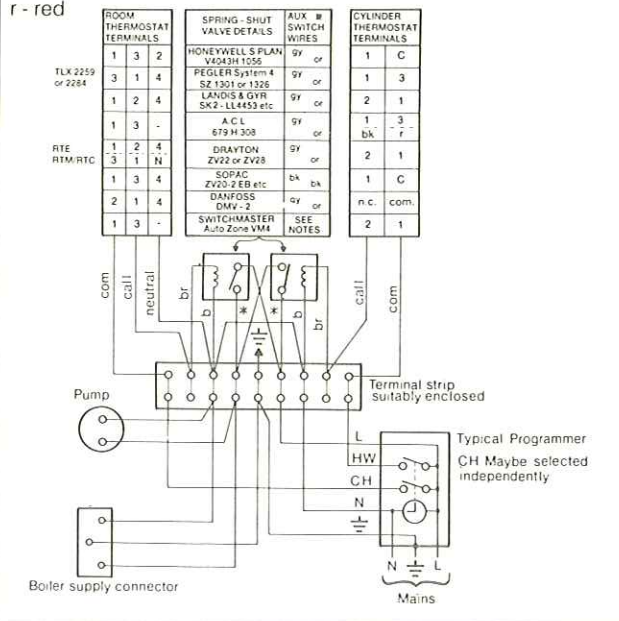 r - red
ROOM THERMOSTAT TERMINALS
SPRING - SHUT VALVE DETAILS
AUX SWITCH WIRES
CYLINDER THERMOSTAT TERMINALS
1 3 2 HONEYWELL S PLAN V4043H 1056 gy or 1 C
TLX 2259 or 2284 3 1 4 PEGLER System 4 SZ 1301 or 1326 gy or 1 3
1 2 4 LANDIS & GYR SK2 - LL4453 etc gy or 2 1
1 3 - A.C.L 679 H 308 gy or 1 3 bk r
RTE 1 2 4 DRAYTON ZV22 or ZV28 gy or 2 1
RTM/RTC 3 1 N
1 3 4 SOPAC ZV20-2 EB etc bk bk 1 C
2 1 4 DANFOSS DMV - 2 gy or n.c. com.
1 3 - SWITCHMASTER Auto Zone VM4 SEE NOTES 2 1
com
call
neutral
br
b
*
*
b
br
call
com
Terminal strip suitably enclosed
Pump
L
Typical Programmer
HW
CH Maybe selected independently
CH
N
Boiler supply connector
N L
Mains